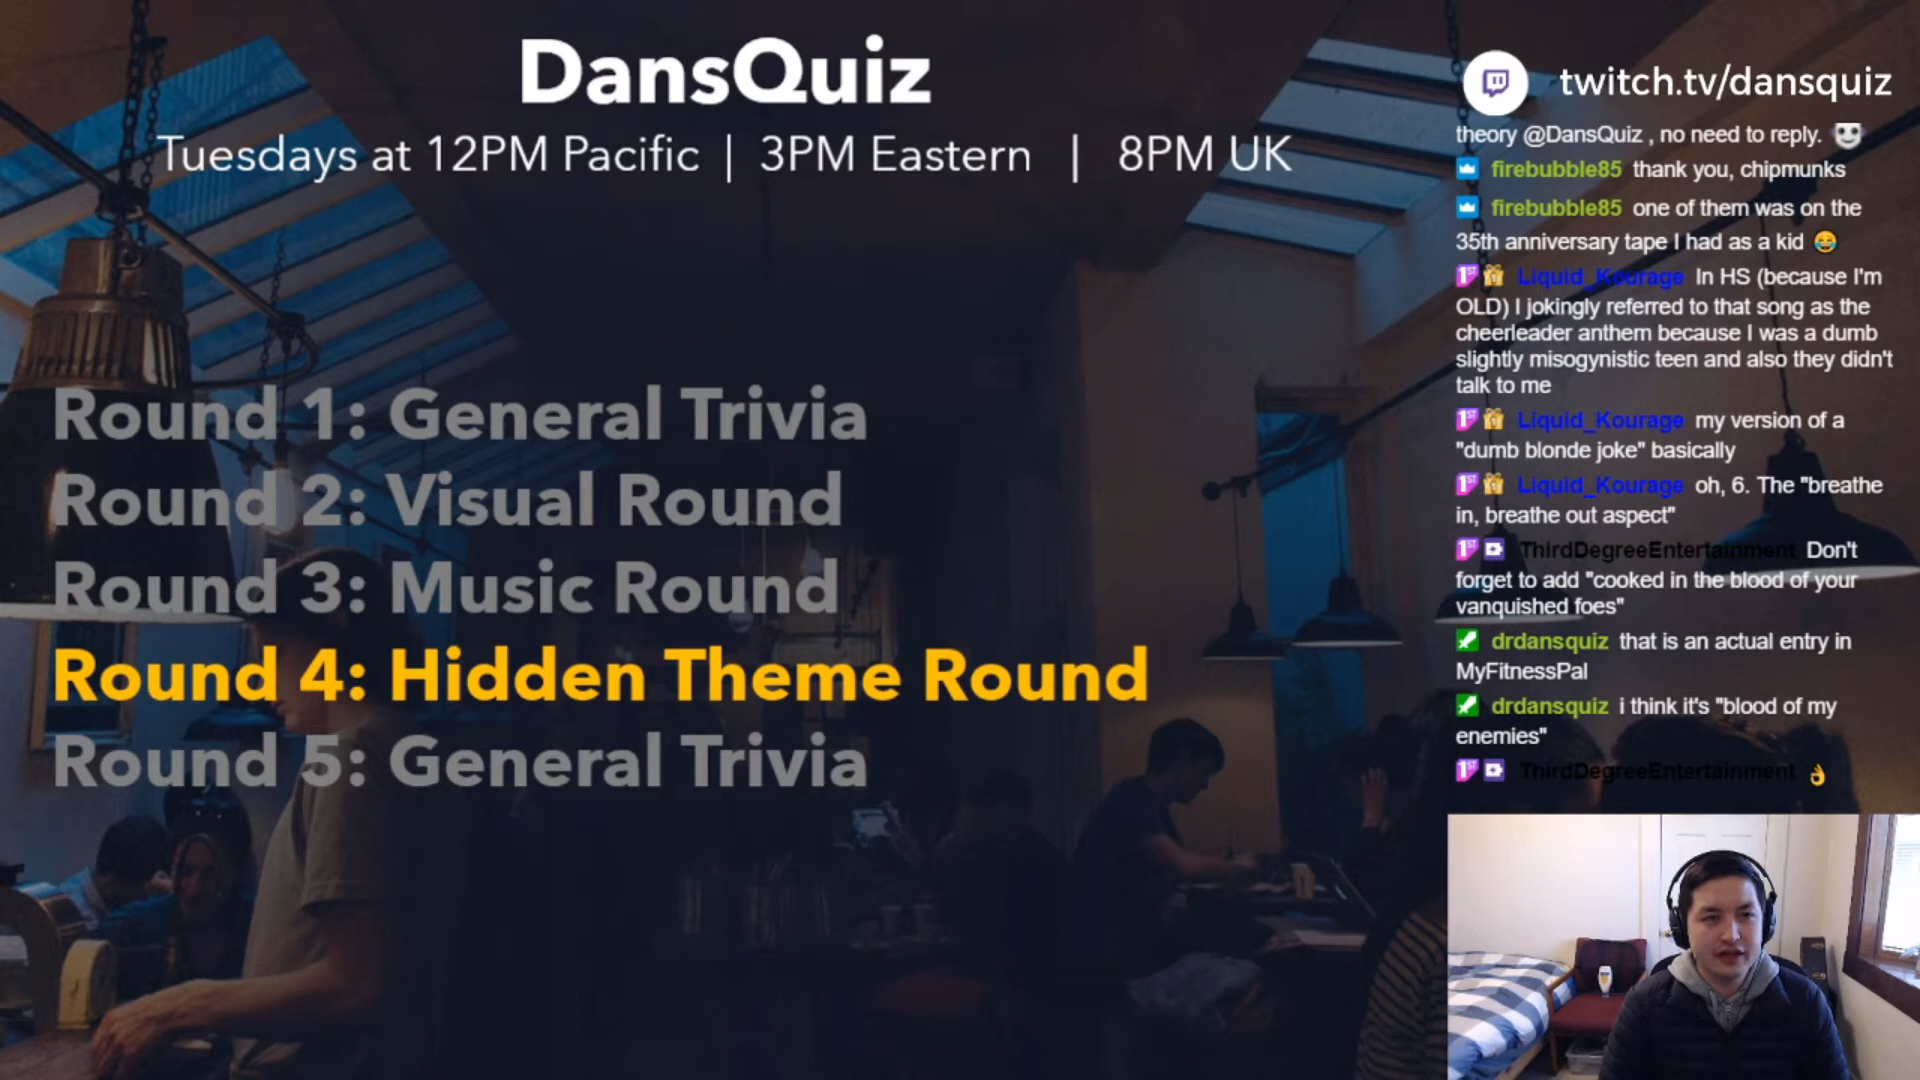 DansQuiz
Tuesdays at 12PM Pacific | 3PM Eastern | 8PM UK
Round 1: General Trivia
Round 2: Visual Round
Round 3: Music Round
Round 4: Hidden Theme Round
Round 5: General Trivia
twitch.tv/dansquiz
theory @DansQuiz , no need to reply.
firebubble85 thank you, chipmunks
firebubble85 one of them was on the
35th anniversary tape I had as a kid 😂
1ST Liquid_Kourage In HS (because I'm
OLD) I jokingly referred to that song as the
cheerleader anthem because I was a dumb
slightly misogynistic teen and also they didn't
talk to me
1ST Liquid_Kourage my version of a
"dumb blonde joke" basically
1ST Liquid_Kourage oh, 6. The "breathe
in, breathe out aspect"
1ST ThirdDegreeEntertainment Don't
forget to add "cooked in the blood of your
vanquished foes"
drdansquiz that is an actual entry in
MyFitnessPal
drdansquiz i think it's "blood of my
enemies"
1ST ThirdDegreeEntertainment 👌